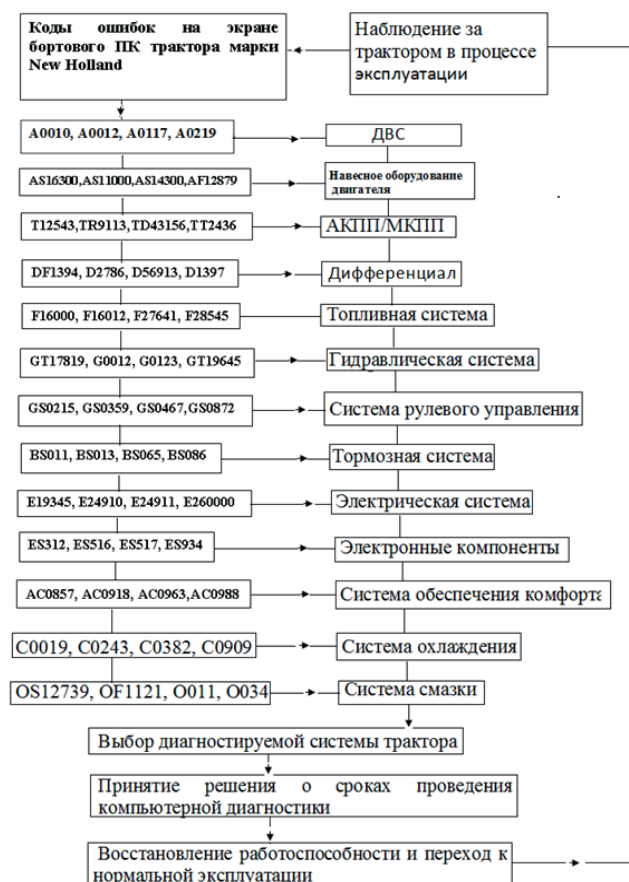 Коды ошибок на экране
бортового ПК трактора марки
New Holland
Наблюдение за
трактором в процессе
эксплуатации
A0010, A0012, A0117, A0219
ДВС
AS16300,AS11000,AS14300,AF12879
Навесное оборудование
двигателя
T12543,TR9113,TD43156,TT2436
АКПП/МКПП
DF1394, D2786, D56913, D1397
Дифференциал
F16000, F16012, F27641, F28545
Топливная система
GT17819, G0012, G0123, GT19645
Гидравлическая система
GS0215, GS0359, GS0467,GS0872
Система рулевого управления
BS011, BS013, BS065, BS086
Тормозная система
E19345, E24910, E24911, E260000
Электрическая система
ES312, ES516, ES517, ES934
Электронные компоненты
AC0857, AC0918, AC0963,AC0988
Система обеспечения комфорта
C0019, C0243, C0382, C0909
Система охлаждения
OS12739, OF1121, O011, O034
Система смазки
Выбор диагностируемой системы трактора
Принятие решения о сроках проведения
компьютерной диагностики
Восстановление работоспособности и переход к
нормальной эксплуатации